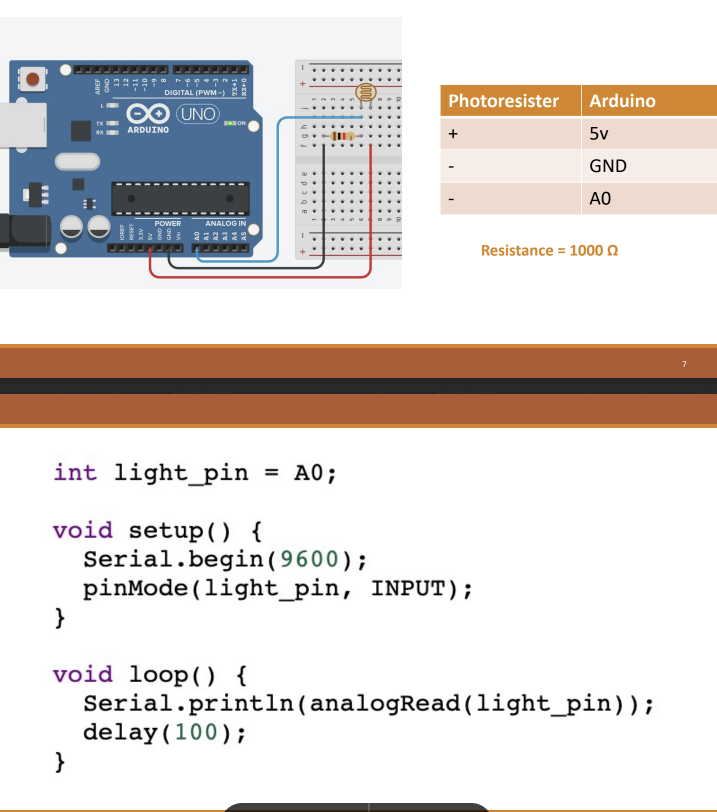 AREF
GND
13
12
~11
~10
~9
8
7
~6
~5
4
~3
2
TX→1
RX←0
DIGITAL (PWM~)
L
TX
RX
ARDUINO
UNO
ON
POWER
ANALOG IN
IOREF
RESET
3.3V
5V
GND
GND
Vin
A0
A1
A2
A3
A4
A5
Photoresister Arduino
+ 5v
- GND
- A0
Resistance = 1000 Ω
7
int light_pin = A0;
void setup() {
Serial.begin(9600);
pinMode(light_pin, INPUT);
}
void loop() {
Serial.println(analogRead(light_pin));
delay(100);
}